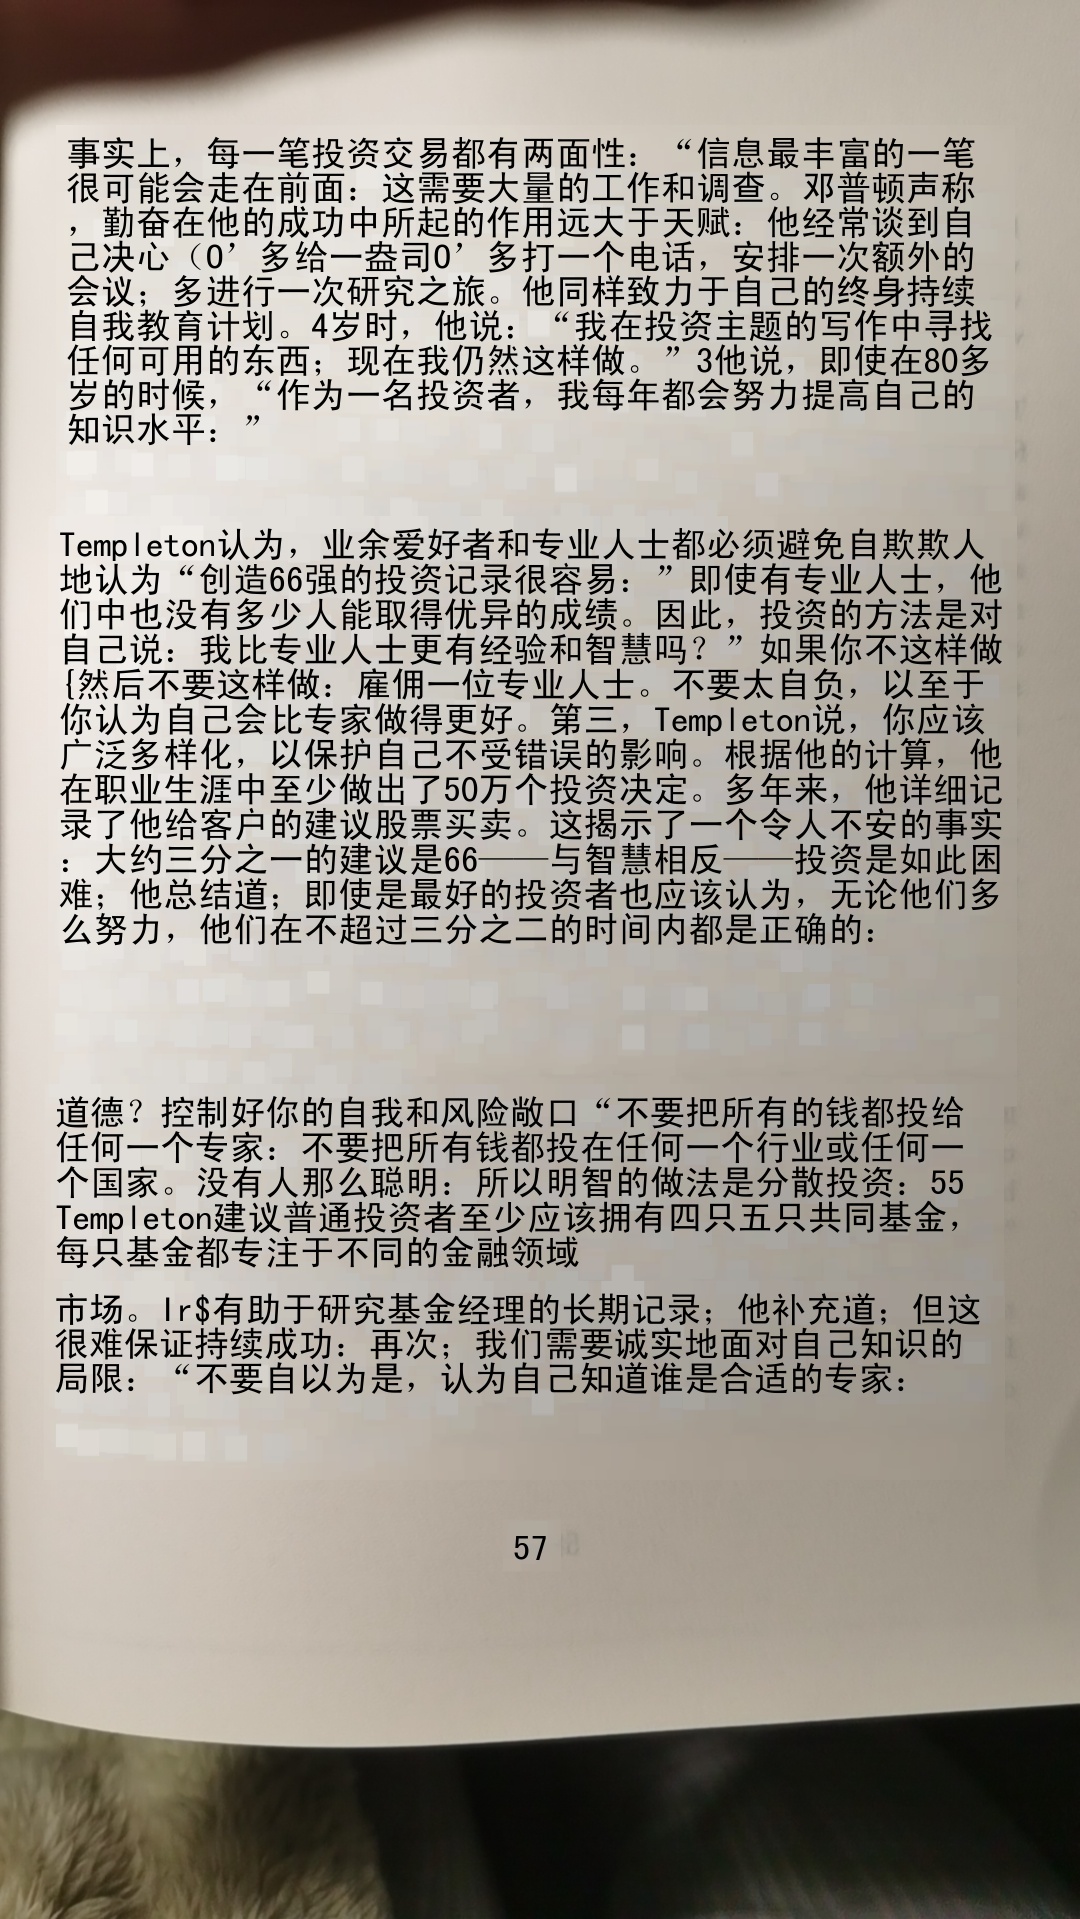 事实上，每一笔投资交易都有两面性：“信息最丰富的一笔
很可能会走在前面：这需要大量的工作和调查。邓普顿声称
，勤奋在他的成功中所起的作用远大于天赋：他经常谈到自
己决心（O’多给一盎司O’多打一个电话，安排一次额外的
会议；多进行一次研究之旅。他同样致力于自己的终身持续
自我教育计划。4岁时，他说：“我在投资主题的写作中寻找
任何可用的东西；现在我仍然这样做。”3他说，即使在80多
岁的时候，“作为一名投资者，我每年都会努力提高自己的
知识水平：”
Templeton认为，业余爱好者和专业人士都必须避免自欺欺人
地认为“创造66强的投资记录很容易：”即使有专业人士，他
们中也没有多少人能取得优异的成绩。因此，投资的方法是对
自己说：我比专业人士更有经验和智慧吗？”如果你不这样做
{然后不要这样做：雇佣一位专业人士。不要太自负，以至于
你认为自己会比专家做得更好。第三，Templeton说，你应该
广泛多样化，以保护自己不受错误的影响。根据他的计算，他
在职业生涯中至少做出了50万个投资决定。多年来，他详细记
录了他给客户的建议股票买卖。这揭示了一个令人不安的事实
：大约三分之一的建议是66——与智慧相反——投资是如此困
难；他总结道；即使是最好的投资者也应该认为，无论他们多
么努力，他们在不超过三分之二的时间内都是正确的：
道德？控制好你的自我和风险敞口“不要把所有的钱都投给
任何一个专家：不要把所有钱都投在任何一个行业或任何一
个国家。没有人那么聪明：所以明智的做法是分散投资：55
Templeton建议普通投资者至少应该拥有四只五只共同基金，
每只基金都专注于不同的金融领域
市场。lr$有助于研究基金经理的长期记录；他补充道；但这
很难保证持续成功：再次；我们需要诚实地面对自己知识的
局限：“不要自以为是，认为自己知道谁是合适的专家：
57